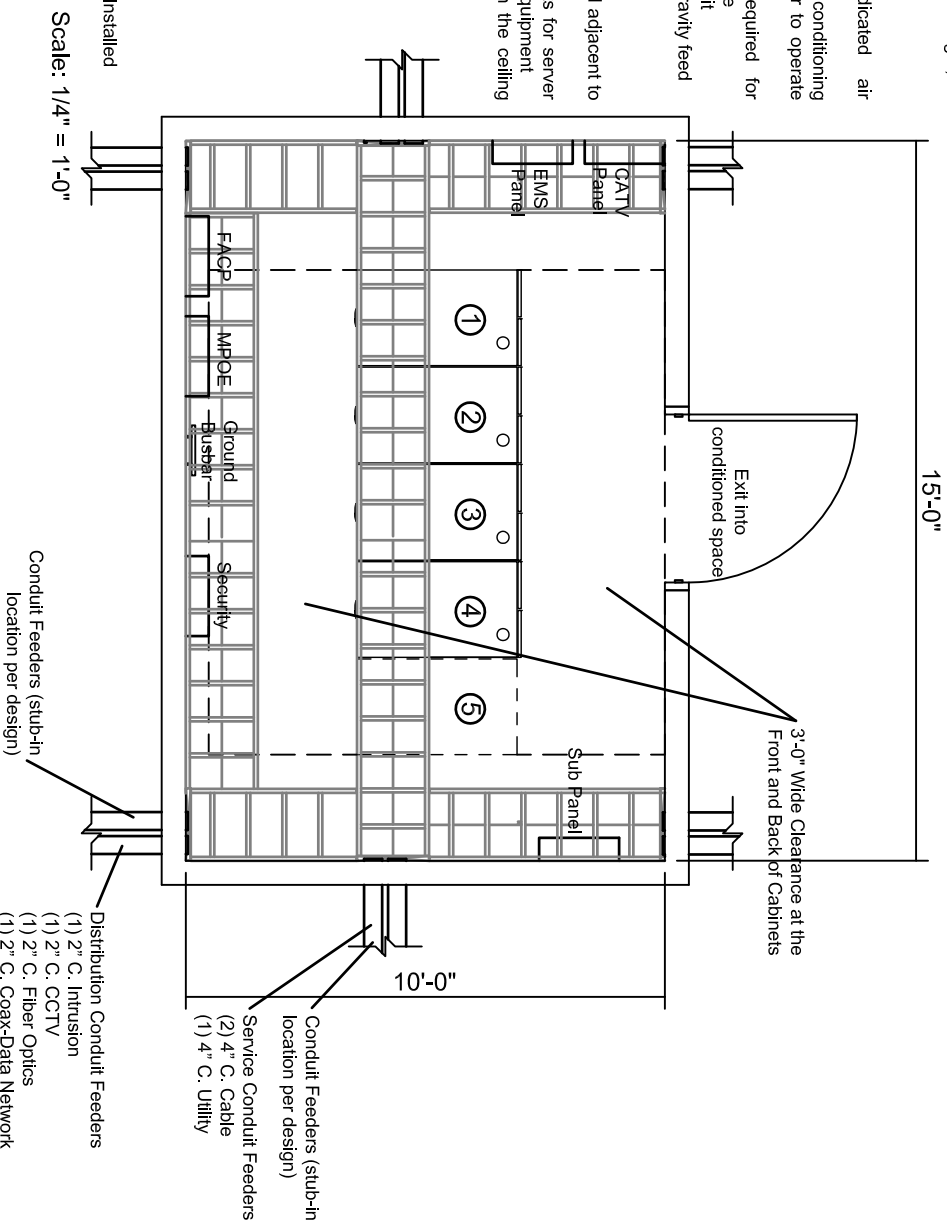 dicated air
conditioning
r to operate
equired for
it
e
ravity feed
l adjacent to
s for server
quipment
n the ceiling
nstalled
Scale: 1/4" = 1'-0"
15'-0"
Exit into
conditioned space
3'-0" Wide Clearance at the
Front and Back of Cabinets
CATV
Panel
EMS
Panel
1
2
3
4
5
Sub Panel
FACP
MPOE
Ground
Busbar
Security
10'-0"
Conduit Feeders (stub-in
location per design)
Service Conduit Feeders
(2) 4" C. Cable
(1) 4" C. Utility
Conduit Feeders (stub-in
location per design)
Distribution Conduit Feeders
(1) 2" C. Intrusion
(1) 2" C. CCTV
(1) 2" C. Fiber Optics
(1) 2" C. Coax-Data Network